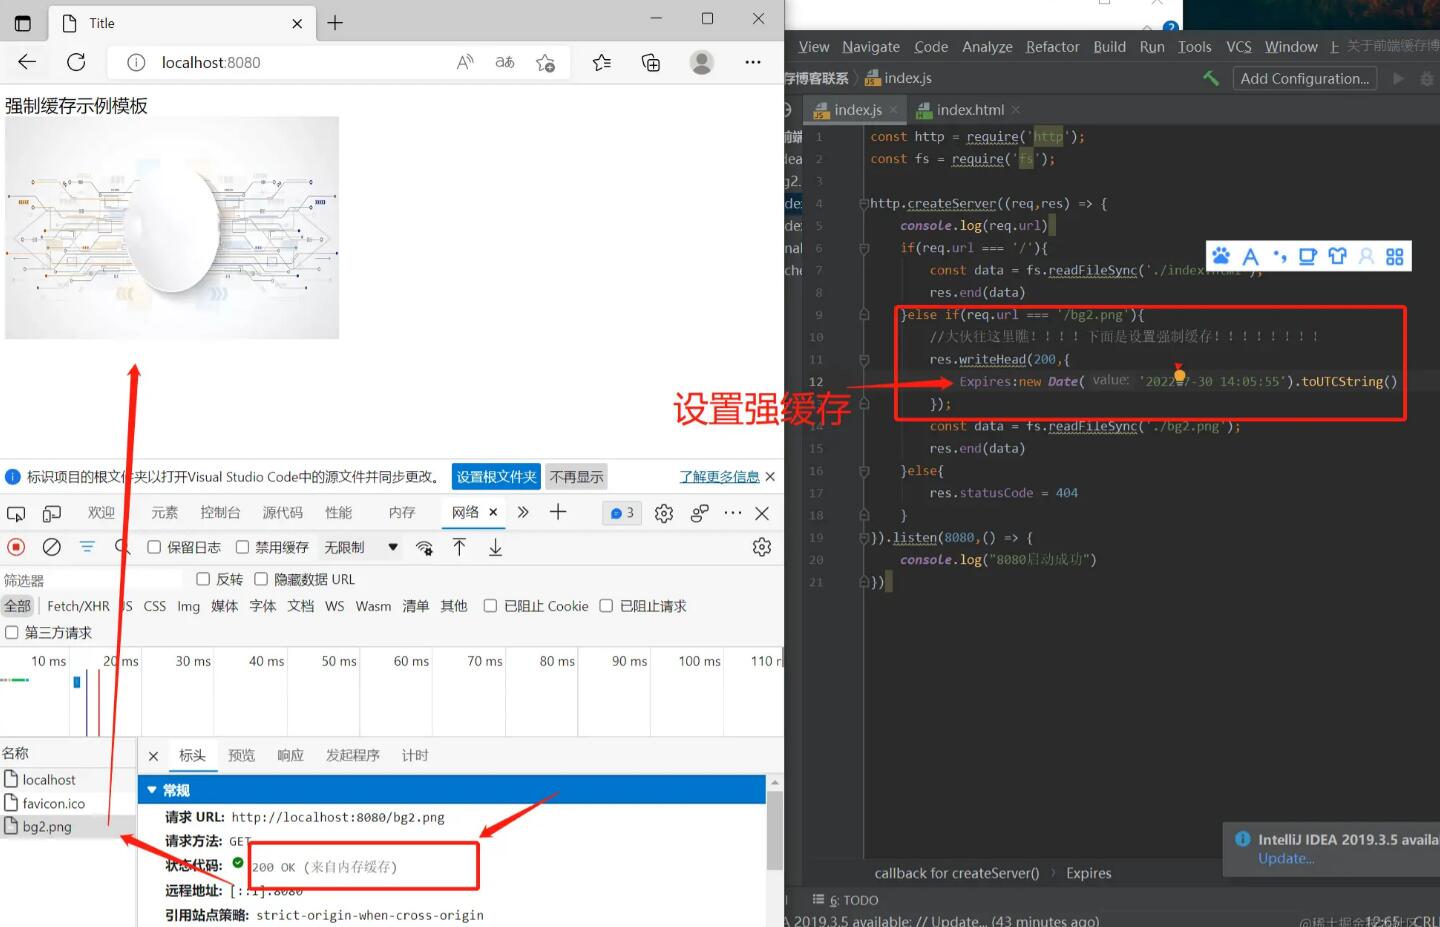 Title
localhost:8080
aあ
强制缓存示例模板
标识项目的根文件夹以打开Visual Studio Code中的源文件并同步更改。
设置根文件夹
不再显示
了解更多信息
欢迎
元素
控制台
源代码
性能
内存
网络
3
保留日志
禁用缓存
无限制
筛选器
反转
隐藏数据 URL
全部
Fetch/XHR
JS
CSS
Img
媒体
字体
文档
WS
Wasm
清单
其他
已阻止 Cookie
已阻止请求
第三方请求
10 ms
20 ms
30 ms
40 ms
50 ms
60 ms
70 ms
80 ms
90 ms
100 ms
110
名称
localhost
favicon.ico
bg2.png
标头
预览
响应
发起程序
计时
常规
请求 URL: http://localhost:8080/bg2.png
请求方法: GET
状态代码: 200 OK (来自内存缓存)
远程地址: [::1]:8080
引用站点策略: strict-origin-when-cross-origin
设置强缓存
View
Navigate
Code
Analyze
Refactor
Build
Run
Tools
VCS
Window
关于前端缓存博
存博客联系
index.js
Add Configuration...
index.js
index.html
1 const http = require('http');
2 const fs = require('fs');
3
4 http.createServer((req,res) => {
5 console.log(req.url)
6 if(req.url === '/'){
7 const data = fs.readFileSync('./index.html');
8 res.end(data)
9 }else if(req.url === '/bg2.png'){
10 //大伙往这里瞧！！！！下面是设置强制缓存！！！！！！！！
11 res.writeHead(200,{
12 Expires:new Date( value: '2022-7-30 14:05:55').toUTCString()
});
14 const data = fs.readFileSync('./bg2.png');
15 res.end(data)
16 }else{
17 res.statusCode = 404
18 }
19 }).listen(8080,() => {
20 console.log("8080启动成功")
21 })
IntelliJ IDEA 2019.3.5 availa
Update...
callback for createServer()
Expires
6: TODO
A 2019.3.5 available: // Update... (43 minutes ago)
12:65
CRL
@稀土掘金技术社区